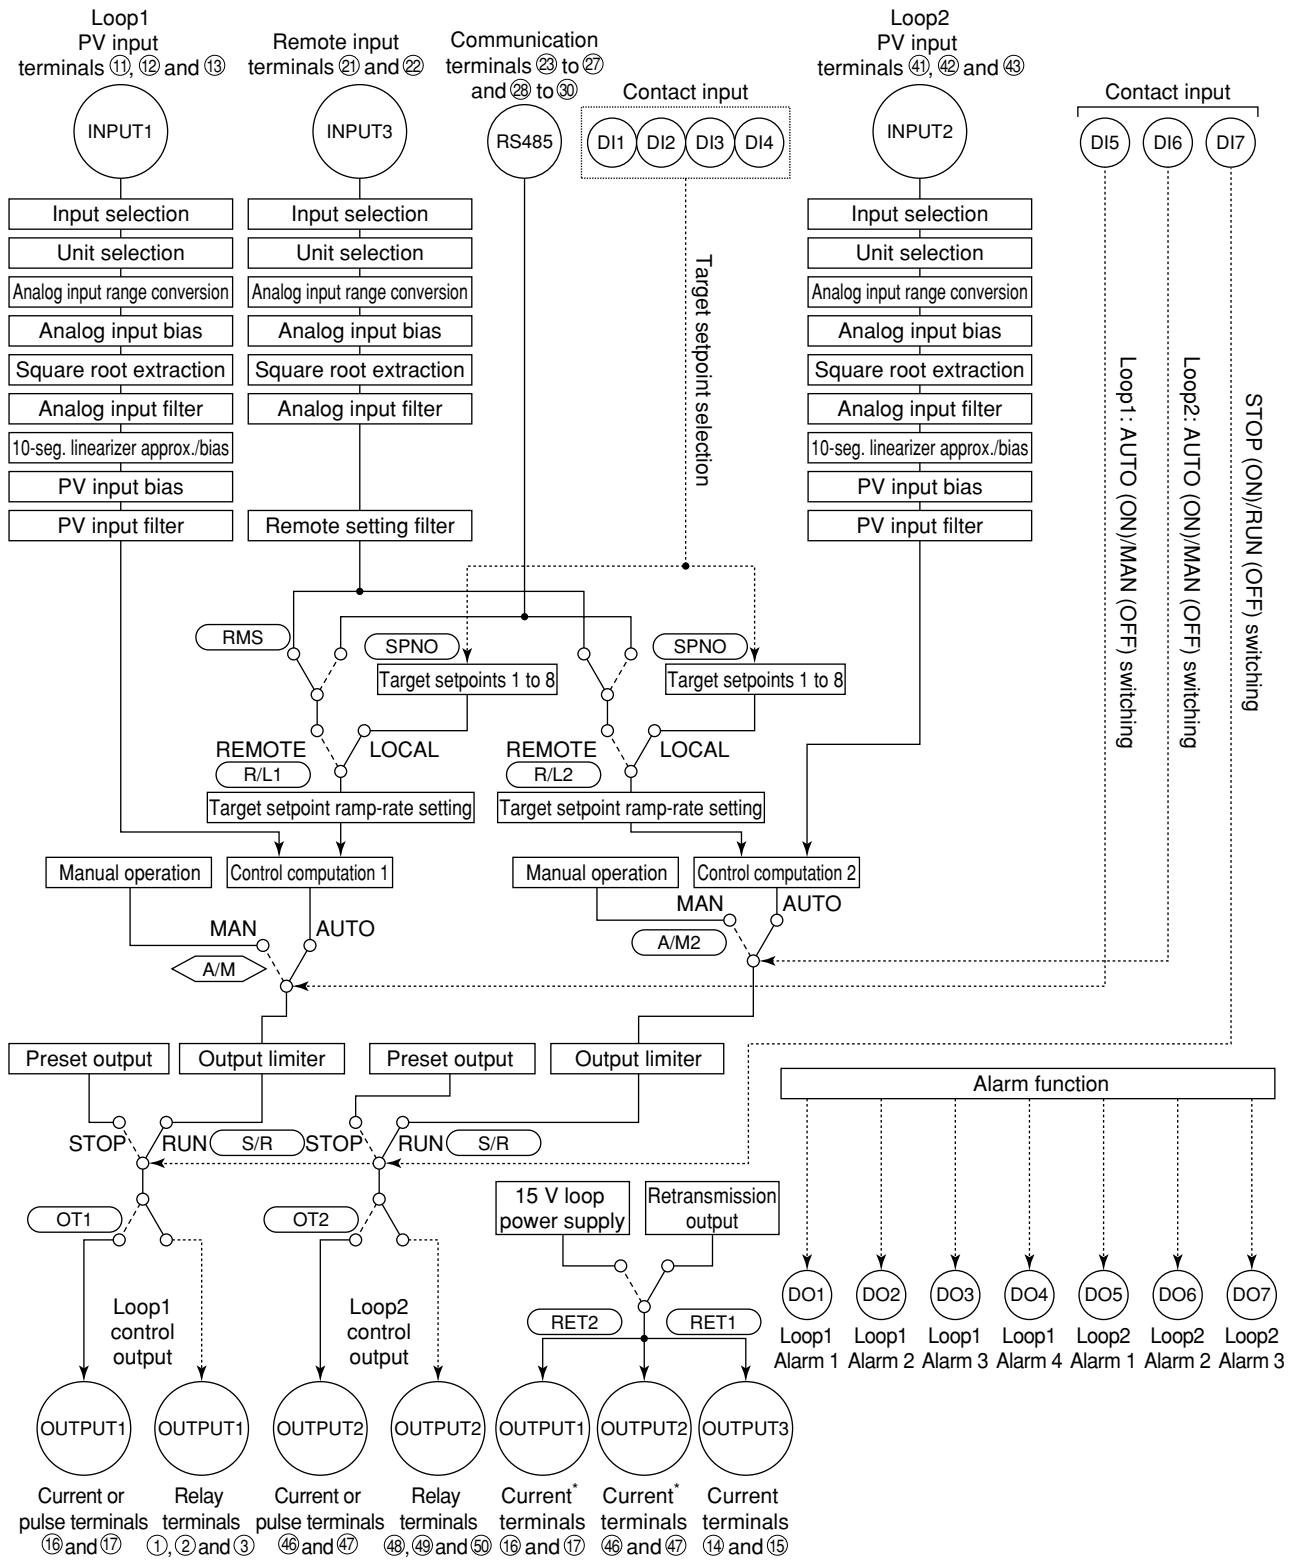 Loop1
PV input
terminals ⑪, ⑫ and ⑬
Remote input
terminals ㉑ and ㉒
Communication
terminals ㉓ to ㉗
and ㉘ to ㉚
Contact input
Loop2
PV input
terminals ㊶, ㊷ and ㊸
Contact input
INPUT1
INPUT3
RS485
DI1
DI2
DI3
DI4
INPUT2
DI5
DI6
DI7
Input selection
Unit selection
Analog input range conversion
Analog input bias
Square root extraction
Analog input filter
10-seg. linearizer approx./bias
PV input bias
PV input filter
Input selection
Unit selection
Analog input range conversion
Analog input bias
Square root extraction
Analog input filter
Remote setting filter
Target setpoint selection
Input selection
Unit selection
Analog input range conversion
Analog input bias
Square root extraction
Analog input filter
10-seg. linearizer approx./bias
PV input bias
PV input filter
Loop1: AUTO (ON)/MAN (OFF) switching
Loop2: AUTO (ON)/MAN (OFF) switching
STOP (ON)/RUN (OFF) switching
RMS
SPNO
SPNO
Target setpoints 1 to 8
Target setpoints 1 to 8
REMOTE
LOCAL
REMOTE
LOCAL
R/L1
R/L2
Target setpoint ramp-rate setting
Target setpoint ramp-rate setting
Manual operation
Control computation 1
Manual operation
Control computation 2
MAN
AUTO
MAN
AUTO
A/M
A/M2
Preset output
Output limiter
Preset output
Output limiter
Alarm function
STOP
RUN
S/R
STOP
RUN
S/R
OT1
OT2
15 V loop
power supply
Retransmission
output
RET2
RET1
Loop1
control
output
Loop2
control
output
DO1
DO2
DO3
DO4
DO5
DO6
DO7
Loop1
Alarm 1
Loop1
Alarm 2
Loop1
Alarm 3
Loop1
Alarm 4
Loop2
Alarm 1
Loop2
Alarm 2
Loop2
Alarm 3
OUTPUT1
OUTPUT1
OUTPUT2
OUTPUT2
OUTPUT1
OUTPUT2
OUTPUT3
Current or
pulse terminals
⑯ and ⑰
Relay
terminals
①, ② and ③
Current or
pulse terminals
㊻ and ㊼
Relay
terminals
㊽, ㊾ and ㊿
Current*
terminals
⑯ and ⑰
Current*
terminals
㊻ and ㊼
Current
terminals
⑭ and ⑮